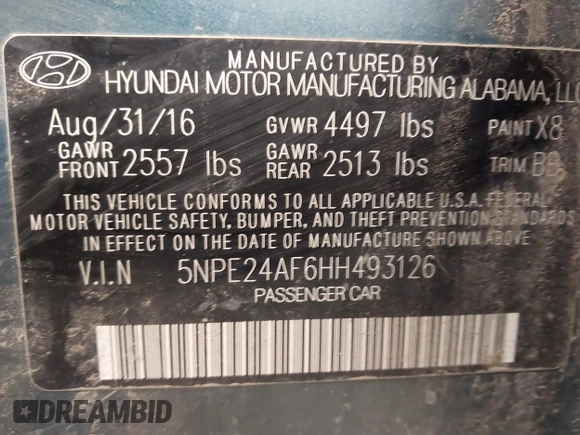 MANUFACTURED BY
HYUNDAI MOTOR MANUFACTURING ALABAMA, LLC
Aug/31/16 GVWR 4497 lbs PAINT X8
GAWR FRONT 2557 lbs GAWR REAR 2513 lbs TRIM BB
THIS VEHICLE CONFORMS TO ALL APPLICABLE U.S.A. FEDERAL
MOTOR VEHICLE SAFETY, BUMPER, AND THEFT PREVENTION STANDARDS
IN EFFECT ON THE DATE OF MANUFACTURE SHOWN ABOVE.
V.I.N 5NPE24AF6HH493126
PASSENGER CAR
DREAMBID